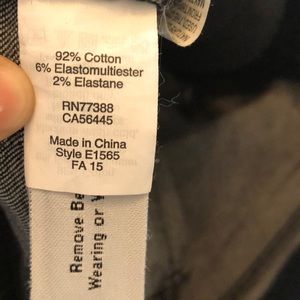 92% Cotton
6% Elastomultiester
2% Elastane
RN77388
CA56445
Made in China
Style E1565
FA 15
Remove Be
Wearing or